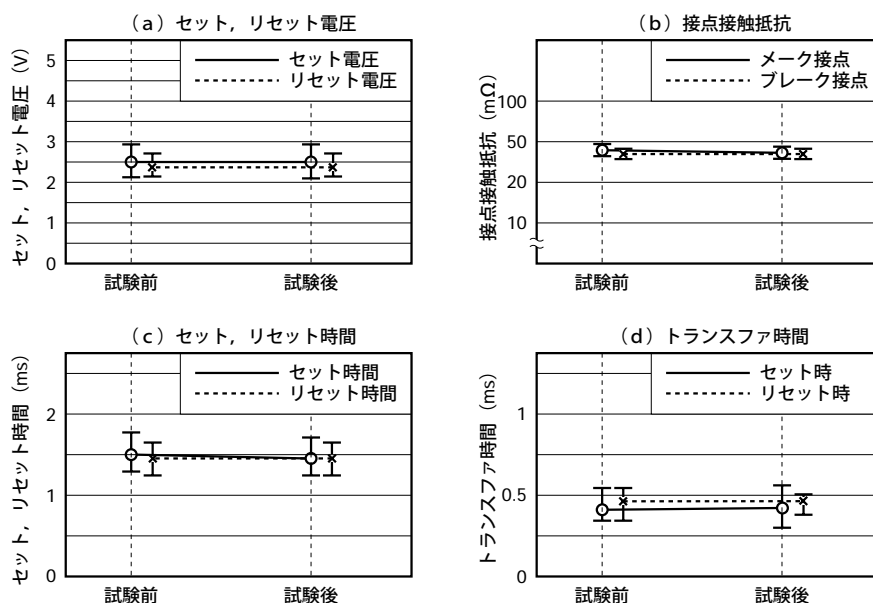 （a）セット，リセット電圧
セット，リセット電圧（V）
5
4
3
2
1
0
セット電圧
リセット電圧
試験前
試験後
（b）接点接触抵抗
接点接触抵抗（mΩ）
100
50
20
10
メーク接点
ブレーク接点
試験前
試験後
（c）セット，リセット時間
セット，リセット時間（ms）
2
1
0
セット時間
リセット時間
試験前
試験後
（d）トランスファ時間
トランスファ時間（ms）
1
0.5
0
セット時
リセット時
試験前
試験後